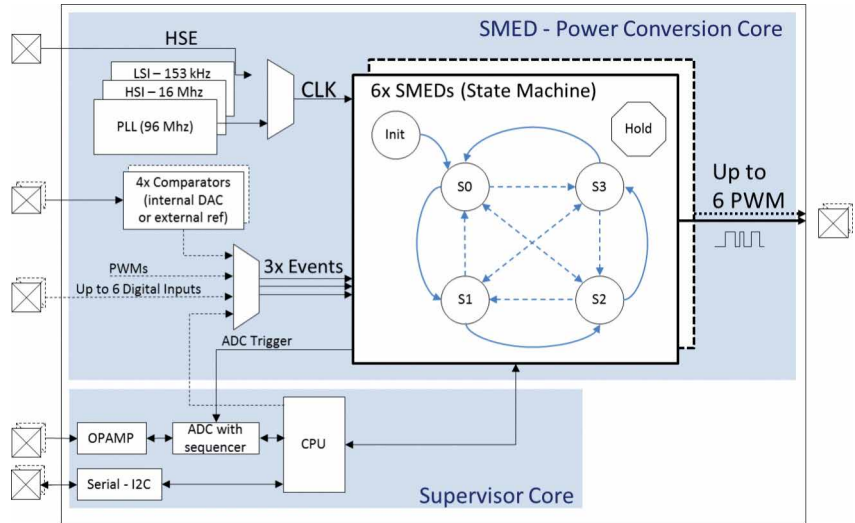 SMED - Power Conversion Core
HSE
LSI – 153 kHz
HSI – 16 Mhz
PLL (96 Mhz)
CLK
6x SMEDs (State Machine)
Init
Hold
S0
S3
S1
S2
4x Comparators
(internal DAC
or external ref)
PWMs
Up to 6 Digital Inputs
3x Events
ADC Trigger
Up to
6 PWM
OPAMP
ADC with
sequencer
CPU
Serial - I2C
Supervisor Core